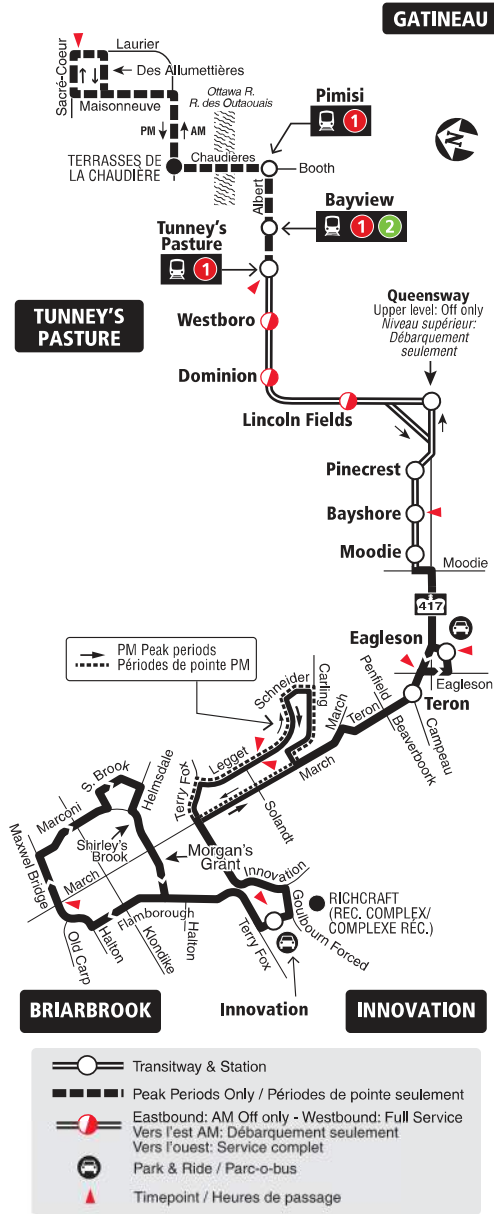 GATINEAU
Laurier
Sacré-Coeur
Des Allumettières
Maisonneuve
Ottawa R.
R. des Outaouais
Pimisi
1
PM
AM
N
TERRASSES DE
LA CHAUDIÈRE
Chaudières
Booth
Albert
Bayview
1 2
Tunney's
Pasture
1
Queensway
Upper level: Off only
Niveau supérieur:
Débarquement
seulement
TUNNEY'S
PASTURE
Westboro
Dominion
Lincoln Fields
Pinecrest
Bayshore
Moodie
Moodie
417
Eagleson
PM Peak periods
Périodes de pointe PM
Eagleson
Teron
Schneider
Carling
Penfield
Teron
March
Beaverboork
Campeau
Legget
March
Terry Fox
Solandt
S. Brook
Helmsdale
Marconi
Shirley's
Brook
Morgan's
Grant
Maxwel Bridge
March
Innovation
RICHCRAFT
(REC. COMPLEX/
COMPLEXE RÉC.)
Goulbourn Forced
Flamborough
Old Carp
Halton
Klondike
Halton
Terry Fox
BRIARBROOK
Innovation
INNOVATION
Transitway & Station
Peak Periods Only / Périodes de pointe seulement
Eastbound: AM Off only - Westbound: Full Service
Vers l'est AM: Débarquement seulement
Vers l'ouest: Service complet
Park & Ride / Parc-o-bus
Timepoint / Heures de passage